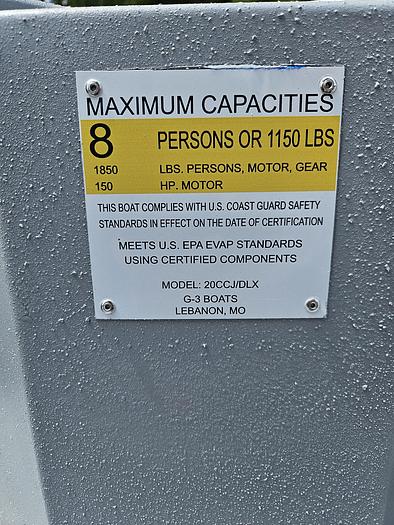 MAXIMUM CAPACITIES
8 PERSONS OR 1150 LBS
1850 LBS. PERSONS, MOTOR, GEAR
150 HP. MOTOR
THIS BOAT COMPLIES WITH U.S. COAST GUARD SAFETY
STANDARDS IN EFFECT ON THE DATE OF CERTIFICATION
MEETS U.S. EPA EVAP STANDARDS
USING CERTIFIED COMPONENTS
MODEL: 20CCJ/DLX
G-3 BOATS
LEBANON, MO